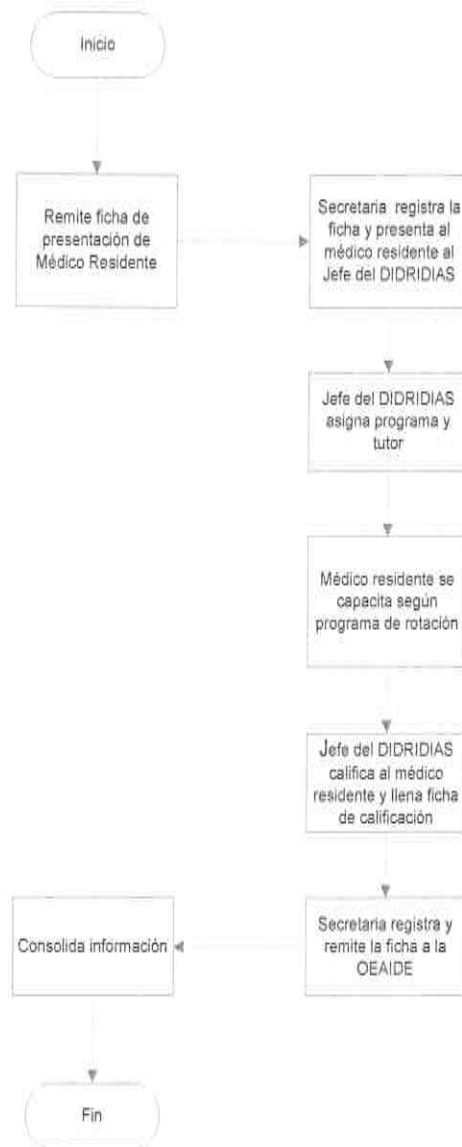 Inicio
Remite ficha de
presentación de
Médico Residente
Secretaria registra la
ficha y presenta al
médico residente al
Jefe del DIDRIDIAS
Jefe del DIDRIDIAS
asigna programa y
tutor
Médico residente se
capacita según
programa de rotación
Jefe del DIDRIDIAS
califica al médico
residente y llena ficha
de calificación
Secretaria registra y
remite la ficha a la
OEAIDE
Consolida información
Fin